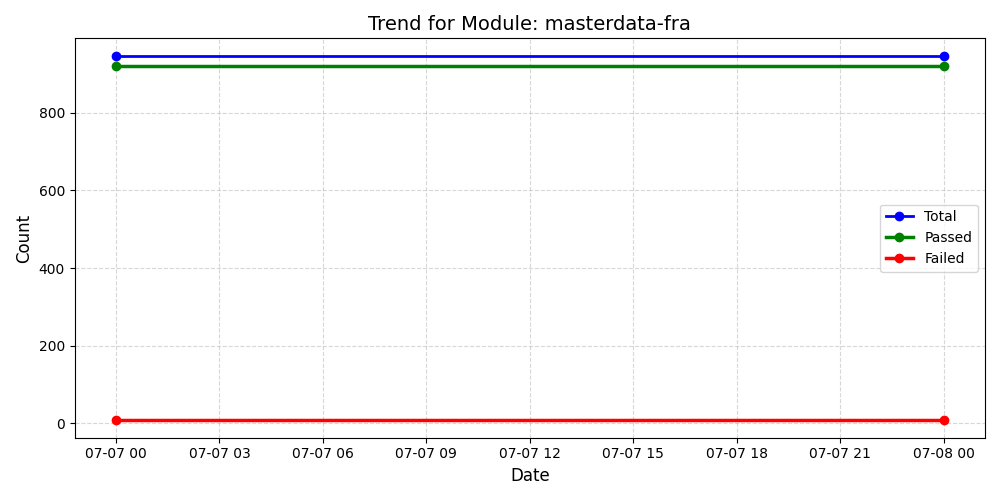 Trend for Module: masterdata-fra
Count
800
600
400
200
0
Total
Passed
Failed
07-07 00 07-07 03 07-07 06 07-07 09 07-07 12 07-07 15 07-07 18 07-07 21 07-08 00
Date